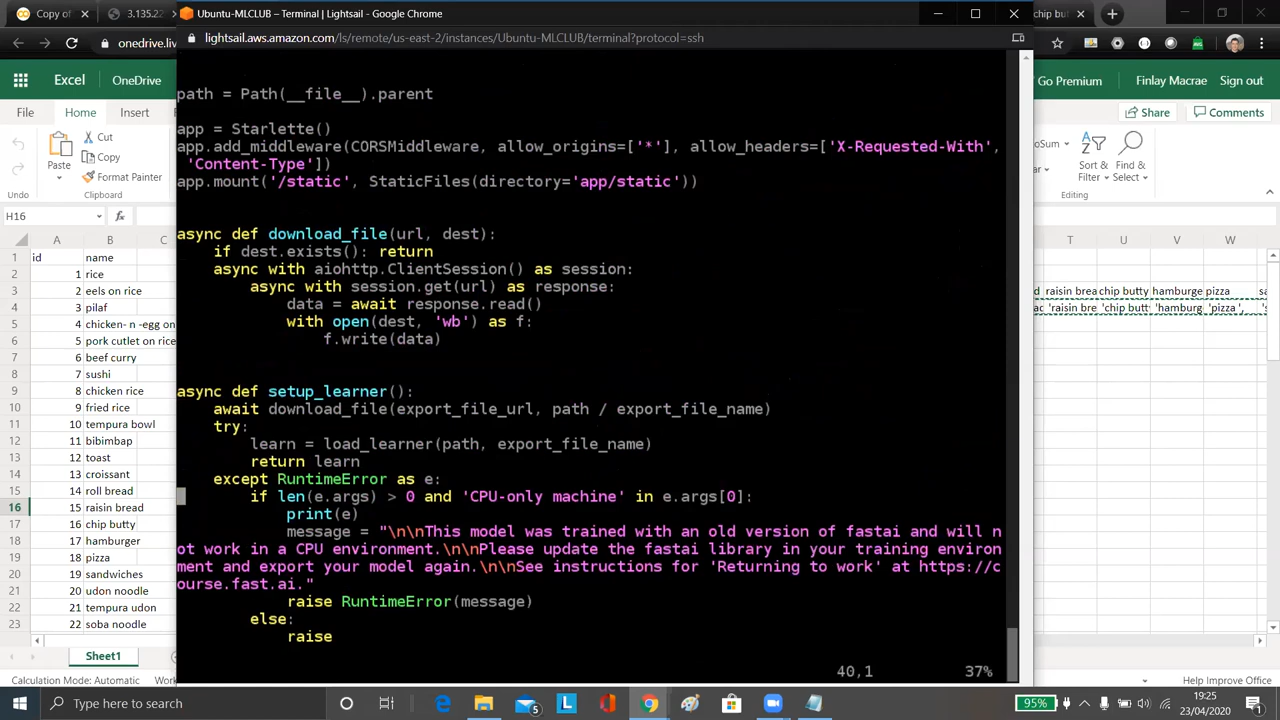 Copy of
3.135.22
Ubuntu-MLCLUB – Terminal | Lightsail - Google Chrome
chip but
onedrive.liv
lightsail.aws.amazon.com/ls/remote/us-east-2/instances/Ubuntu-MLCLUB/terminal?protocol=ssh
Excel
OneDrive
Go Premium
Finlay Macrae
Sign out
File
Home
Share
Comments
Paste
Cut
Copy
Format Painter
Clipboard
Sort &
Filter
Find &
Select
Editing
H16
fx
A
B
C
T
U
V
W
id
name
1 rice
2 eels on rice
3 pilaf
4 chicken- n -egg on
5 pork cutlet on rice
6 beef curry
7 sushi
8 chicken rice
9 fried rice
10 tempura bowl
11 bibimbap
12 toast
13 croissant
14 roll bread
15 raisin bread
16 chip butty
17 hamburger
18 pizza
19 sandwiches
20 udon noodle
21 tempura udon
22 soba noodle
1
2
3
4
5
6
7
8
9
10
11
12
13
14
15
16
17
18
19
20
21
22
23
path = Path(__file__).parent
app = Starlette()
app.add_middleware(CORSMiddleware, allow_origins=['*'], allow_headers=['X-Requested-With',
'Content-Type'])
app.mount('/static', StaticFiles(directory='app/static'))
async def download_file(url, dest):
if dest.exists(): return
async with aiohttp.ClientSession() as session:
async with session.get(url) as response:
data = await response.read()
with open(dest, 'wb') as f:
f.write(data)
async def setup_learner():
await download_file(export_file_url, path / export_file_name)
try:
learn = load_learner(path, export_file_name)
return learn
except RuntimeError as e:
if len(e.args) > 0 and 'CPU-only machine' in e.args[0]:
print(e)
message = "\n\nThis model was trained with an old version of fastai and will n
ot work in a CPU environment.\n\nPlease update the fastai library in your training environ
ment and export your model again.\n\nSee instructions for 'Returning to work' at https://c
ourse.fast.ai."
raise RuntimeError(message)
else:
raise
40,1
37%
raisin brea chip butty hamburge pizza
'raisin bre 'chip butty 'hamburge 'pizza',
Sheet1
Calculation Mode: Automatic
Help Improve Office
Type here to search
5
L
95%
19:25
23/04/2020